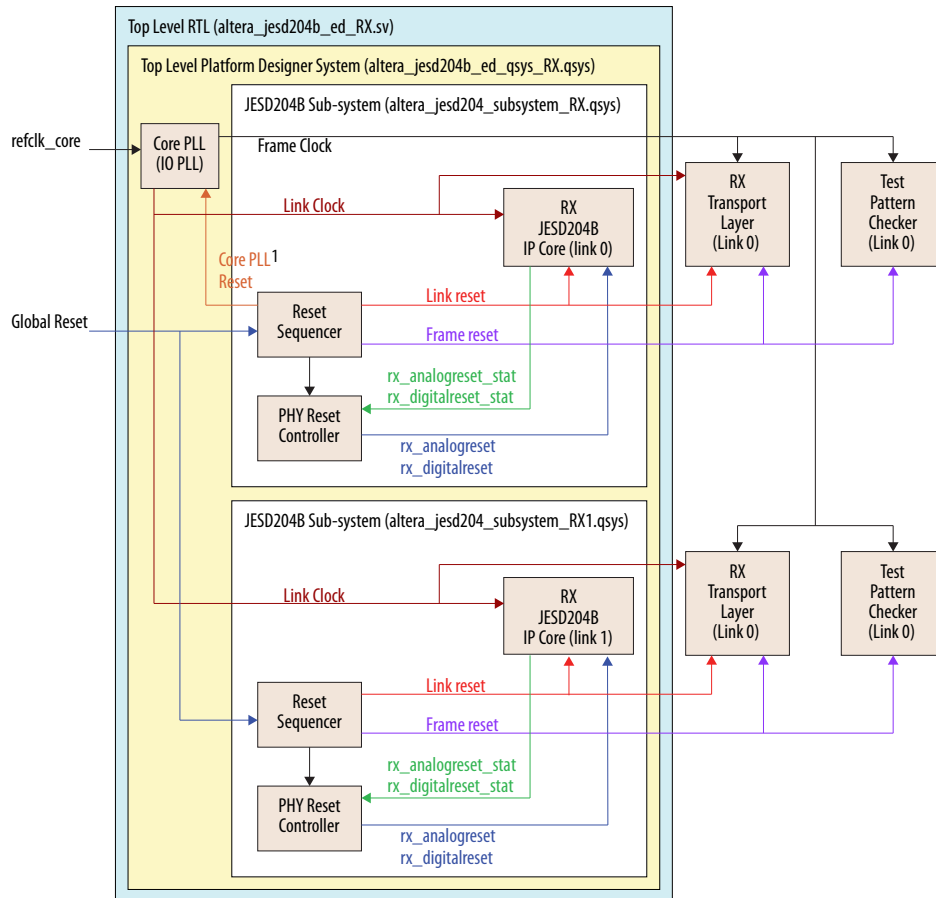 Top Level RTL (altera_jesd204b_ed_RX.sv)
Top Level Platform Designer System (altera_jesd204b_ed_qsys_RX.qsys)
JESD204B Sub-system (altera_jesd204_subsystem_RX.qsys)
refclk_core
Core PLL
(IO PLL)
Frame Clock
Link Clock
RX
JESD204B
IP Core (link 0)
RX
Transport
Layer
(Link 0)
Test
Pattern
Checker
(Link 0)
Core PLL1
Reset
Global Reset
Reset
Sequencer
Link reset
Frame reset
rx_analogreset_stat
rx_digitalreset_stat
PHY Reset
Controller
rx_analogreset
rx_digitalreset
JESD204B Sub-system (altera_jesd204_subsystem_RX1.qsys)
Link Clock
RX
JESD204B
IP Core (link 1)
RX
Transport
Layer
(Link 0)
Test
Pattern
Checker
(Link 0)
Reset
Sequencer
Link reset
Frame reset
rx_analogreset_stat
rx_digitalreset_stat
PHY Reset
Controller
rx_analogreset
rx_digitalreset